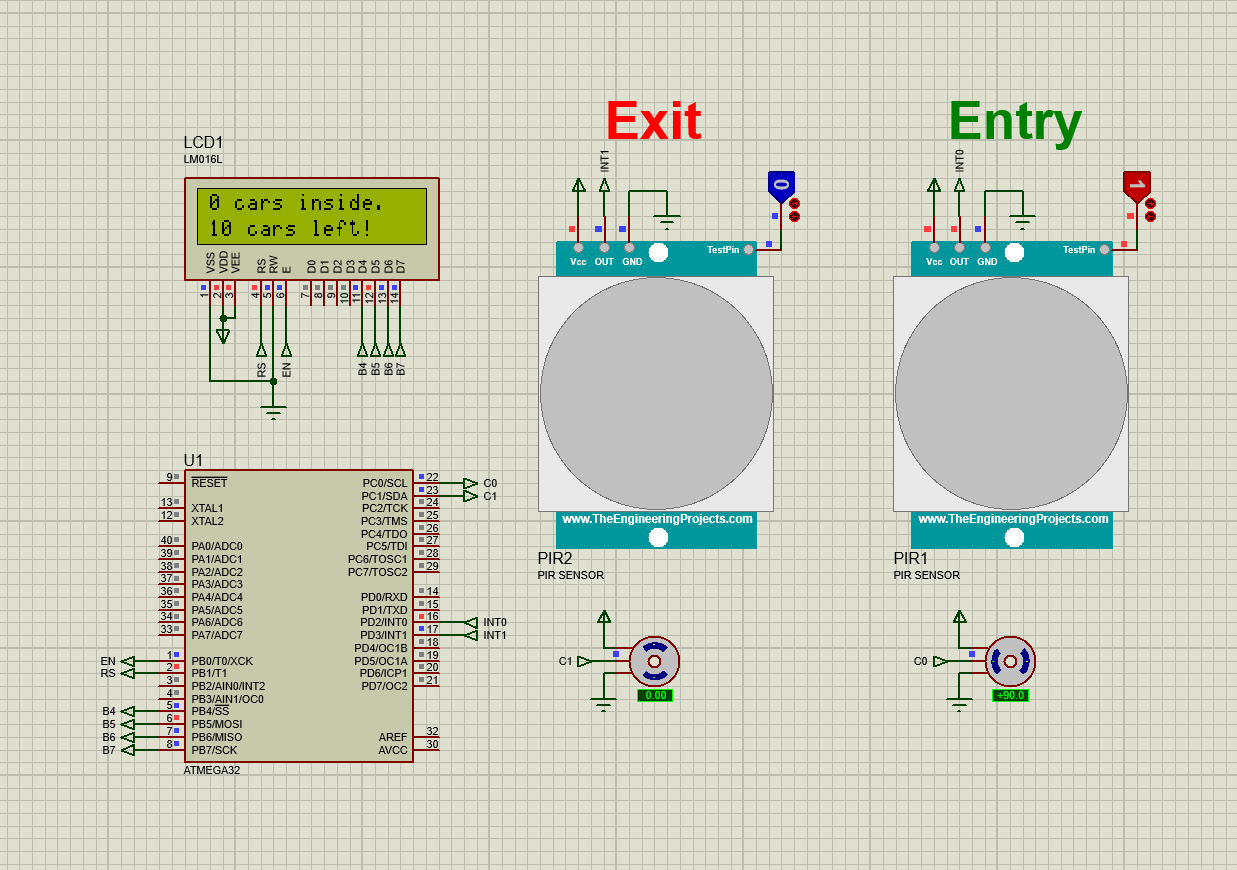 Exit
Entry
LCD1
LM016L
0 cars inside.
10 cars left!
VSS VDD VEE RS RW E D0 D1 D2 D3 D4 D5 D6 D7
1 2 3 4 5 6 7 8 9 10 11 12 13 14
RS EN B4 B5 B6 B7
INT1
0
TestPin
Vcc OUT GND
www.TheEngineeringProjects.com
PIR2
PIR SENSOR
INT0
1
TestPin
Vcc OUT GND
www.TheEngineeringProjects.com
PIR1
PIR SENSOR
U1
9 RESET PC0/SCL 22 C0
PC1/SDA 23 C1
13 XTAL1 PC2/TCK 24
12 XTAL2 PC3/TMS 25
PC4/TDO 26
40 PA0/ADC0 PC5/TDI 27
39 PA1/ADC1 PC6/TOSC1 28
38 PA2/ADC2 PC7/TOSC2 29
37 PA3/ADC3
36 PA4/ADC4 PD0/RXD 14
35 PA5/ADC5 PD1/TXD 15
34 PA6/ADC6 PD2/INT0 16 INT0
33 PA7/ADC7 PD3/INT1 17 INT1
PD4/OC1B 18
EN 1 PB0/T0/XCK PD5/OC1A 19
RS 2 PB1/T1 PD6/ICP1 20
3 PB2/AIN0/INT2 PD7/OC2 21
4 PB3/AIN1/OC0
B4 5 PB4/SS
B5 6 PB5/MOSI
B6 7 PB6/MISO AREF 32
B7 8 PB7/SCK AVCC 30
ATMEGA32
C1
0.00
C0
+90.0